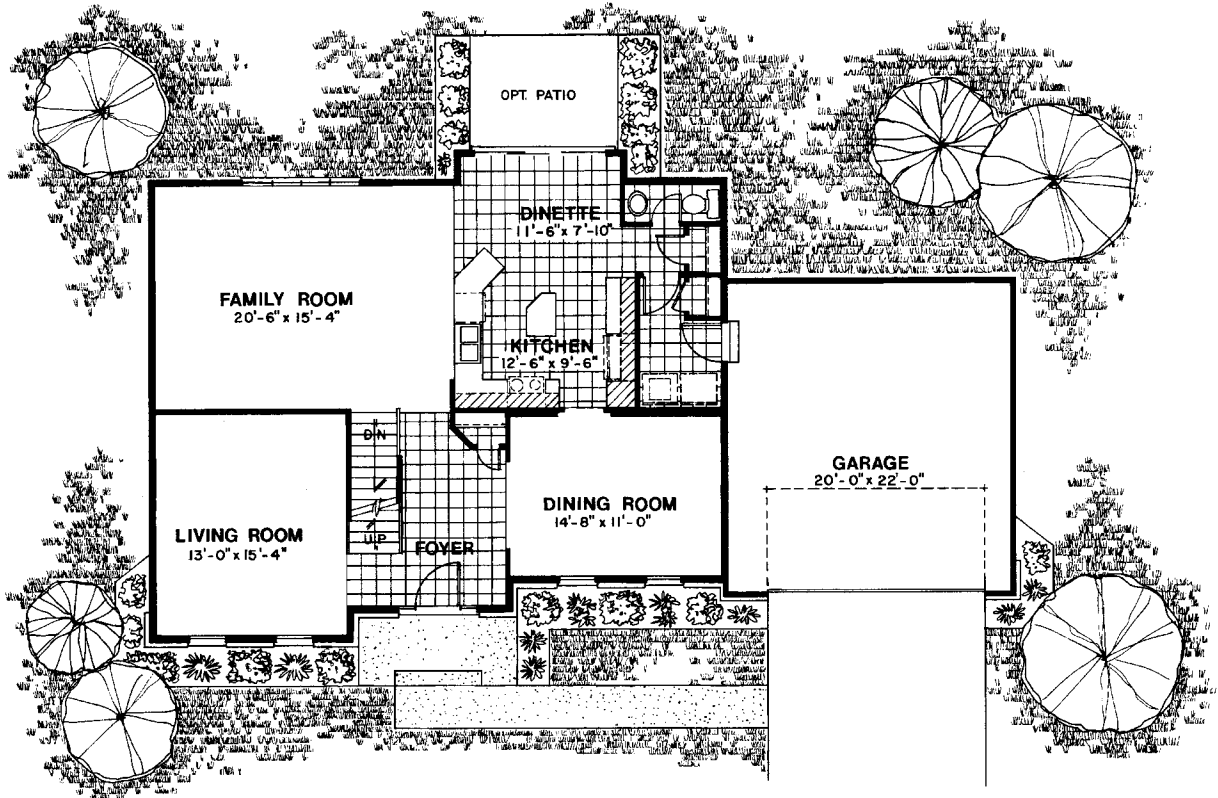 OPT. PATIO
DINETTE
11'-6" x 7'-10"
FAMILY ROOM
20'-6" x 15'-4"
KITCHEN
12'-6" x 9'-6"
DN
GARAGE
20'-0" x 22'-0"
DINING ROOM
14'-8" x 11'-0"
LIVING ROOM
13'-0" x 15'-4"
UP
FOYER